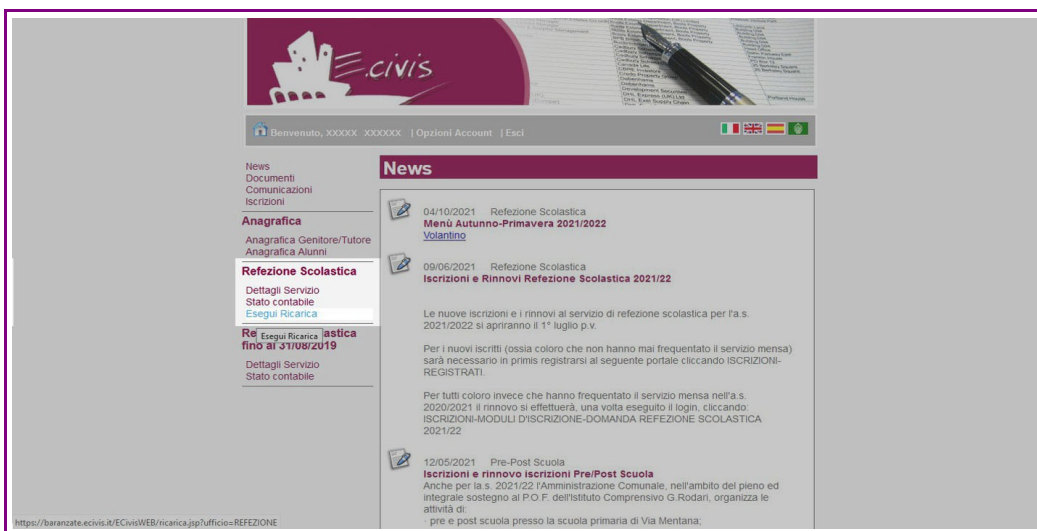 E.civis
Benvenuto, XXXXX XXXXXX | Opzioni Account | Esci
News
Documenti
Comunicazioni
Iscrizioni
Anagrafica
Anagrafica Genitore/Tutore
Anagrafica Alunni
Refezione Scolastica
Dettagli Servizio
Stato contabile
Esegui Ricarica
Esegui Ricarica
Re astica
fino al 31/08/2019
Dettagli Servizio
Stato contabile
News
04/10/2021 Refezione Scolastica
Menù Autunno-Primavera 2021/2022
Volantino
09/06/2021 Refezione Scolastica
Iscrizioni e Rinnovi Refezione Scolastica 2021/22
Le nuove iscrizioni e i rinnovi al servizio di refezione scolastica per l'a.s.
2021/2022 si apriranno il 1° luglio p.v.
Per i nuovi iscritti (ossia coloro che non hanno mai frequentato il servizio mensa)
sarà necessario in primis registrarsi al seguente portale cliccando ISCRIZIONI-
REGISTRATI.
Per tutti coloro invece che hanno frequentato il servizio mensa nell'a.s.
2020/2021 il rinnovo si effettuerà, una volta eseguito il login, cliccando:
ISCRIZIONI-MODULI D'ISCRIZIONE-DOMANDA REFEZIONE SCOLASTICA
2021/22
12/05/2021 Pre-Post Scuola
Iscrizioni e rinnovo iscrizioni Pre/Post Scuola
Anche per la.s. 2021/22 l'Amministrazione Comunale, nell'ambito del pieno ed
integrale sostegno al P.O.F. dell'Istituto Comprensivo G.Rodari, organizza le
attività di:
· pre e post scuola presso la scuola primaria di Via Mentana;
https://baranzate.ecivis.it/ECivisWEB/ricarica.jsp?ufficio=REFEZIONE